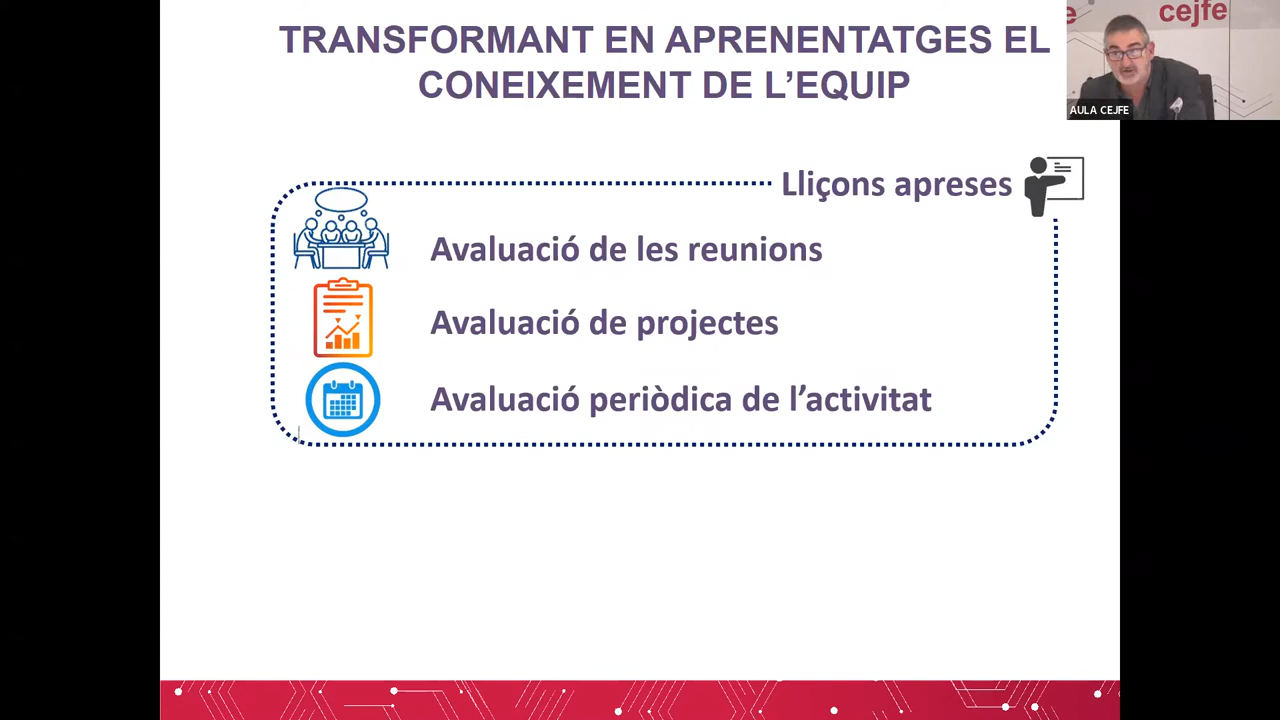 TRANSFORMANT EN APRENENTATGES EL
CONEIXEMENT DE L'EQUIP
e
cejfe
AULA CEJFE
Lliçons apreses
Avaluació de les reunions
Avaluació de projectes
Avaluació periòdica de l'activitat